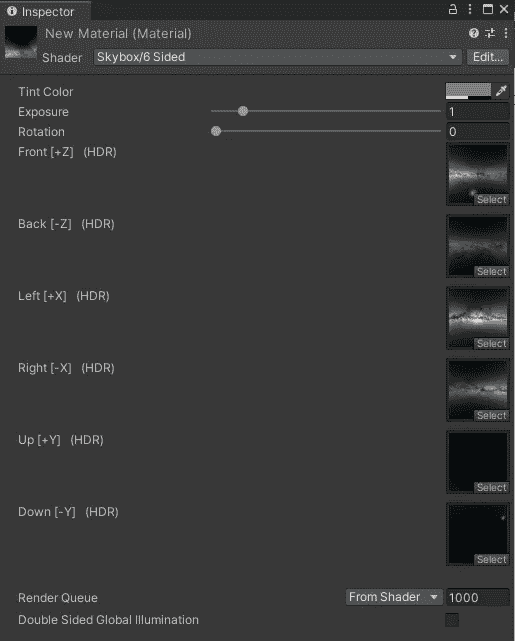 Inspector
New Material (Material)
Shader Skybox/6 Sided Edit...
Tint Color
Exposure 1
Rotation 0
Front [+Z] (HDR)
Select
Back [-Z] (HDR)
Select
Left [+X] (HDR)
Select
Right [-X] (HDR)
Select
Up [+Y] (HDR)
Select
Down [-Y] (HDR)
Select
Render Queue From Shader 1000
Double Sided Global Illumination